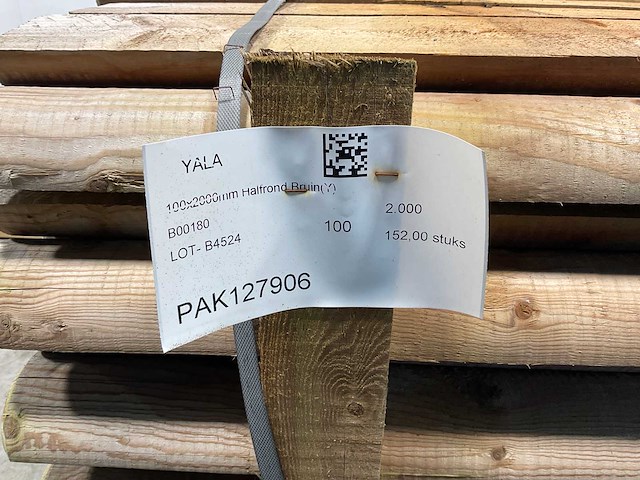 YALA
100x2000mm Halfrond Bruin(Y)
B00180 100 2.000
LOT- B4524 152,00 stuks
PAK127906